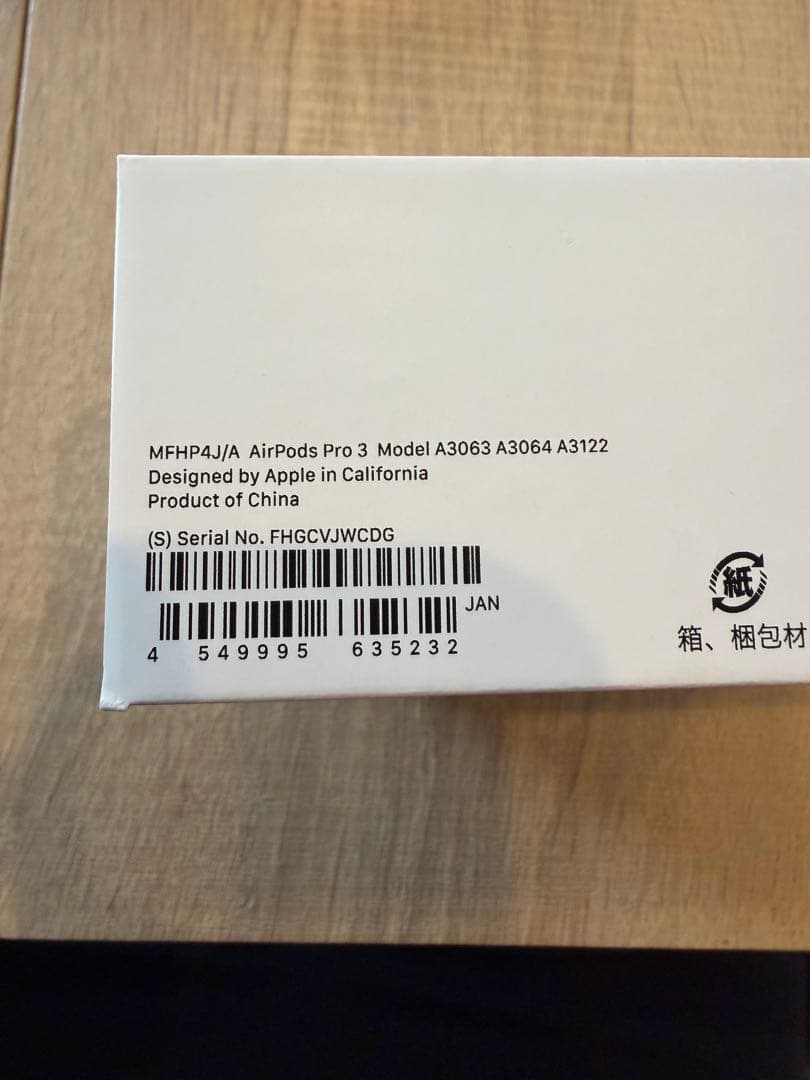 MFHP4J/A AirPods Pro 3 Model A3063 A3064 A3122
Designed by Apple in California
Product of China
(S) Serial No. FHGCVJWCDG
JAN
4 549995 635232
紙
箱、梱包材